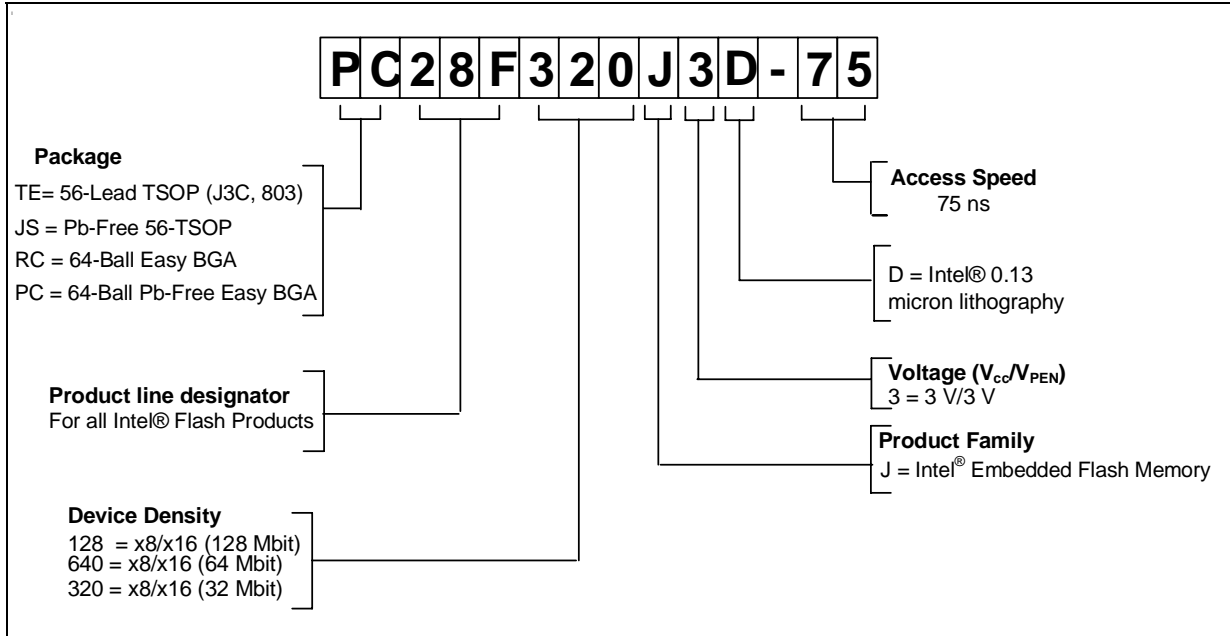 PC28F320J3D-75
Package
TE= 56-Lead TSOP (J3C, 803)
JS = Pb-Free 56-TSOP
RC = 64-Ball Easy BGA
PC = 64-Ball Pb-Free Easy BGA
Product line designator
For all Intel® Flash Products
Device Density
128 = x8/x16 (128 Mbit)
640 = x8/x16 (64 Mbit)
320 = x8/x16 (32 Mbit)
Access Speed
75 ns
D = Intel® 0.13
micron lithography
Voltage (Vcc/VPEN)
3 = 3 V/3 V
Product Family
J = Intel® Embedded Flash Memory